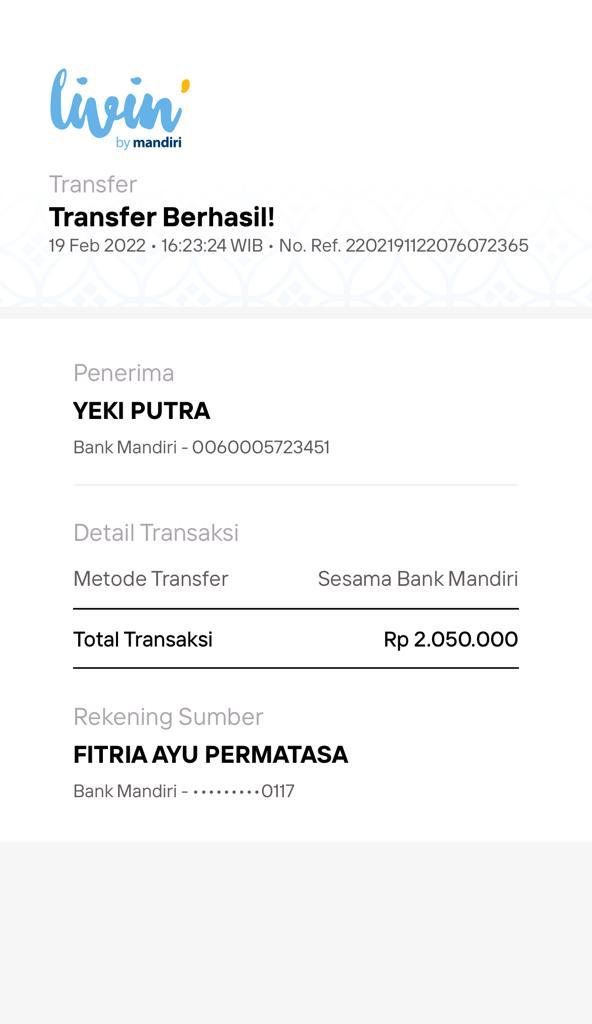 livin'
by mandiri
Transfer
Transfer Berhasil!
19 Feb 2022 • 16:23:24 WIB • No. Ref. 2202191122076072365
Penerima
YEKI PUTRA
Bank Mandiri - 0060005723451
Detail Transaksi
Metode Transfer Sesama Bank Mandiri
Total Transaksi Rp 2.050.000
Rekening Sumber
FITRIA AYU PERMATASA
Bank Mandiri - •••••••••0117